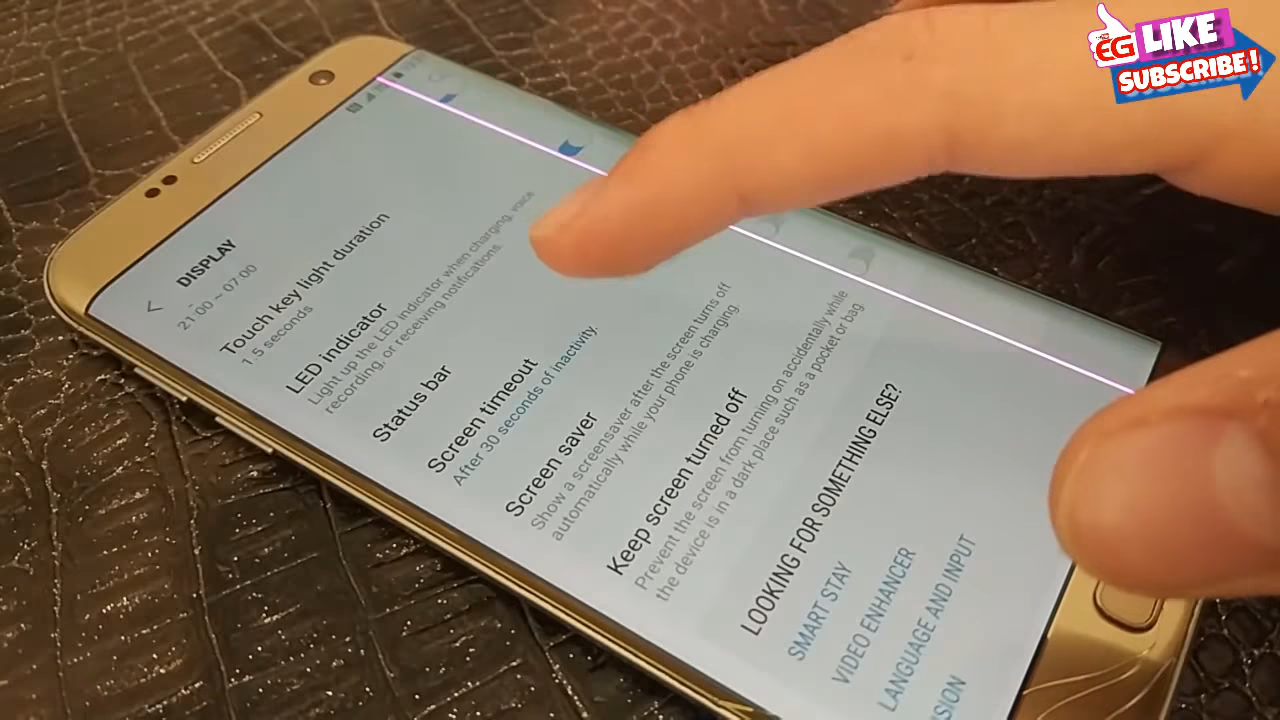 DISPLAY
21:00 ~ 07:00
Touch key light duration
1.5 seconds
LED indicator
Light up the LED indicator when charging, voice
recording, or receiving notifications.
Status bar
Screen timeout
After 30 seconds of inactivity.
Screen saver
Show a screensaver after the screen turns off
automatically while your phone is charging.
Keep screen turned off
Prevent the screen from turning on accidentally while
the device is in a dark place such as a pocket or bag.
LOOKING FOR SOMETHING ELSE?
SMART STAY
VIDEO ENHANCER
LANGUAGE AND INPUT
EG LIKE
SUBSCRIBE!